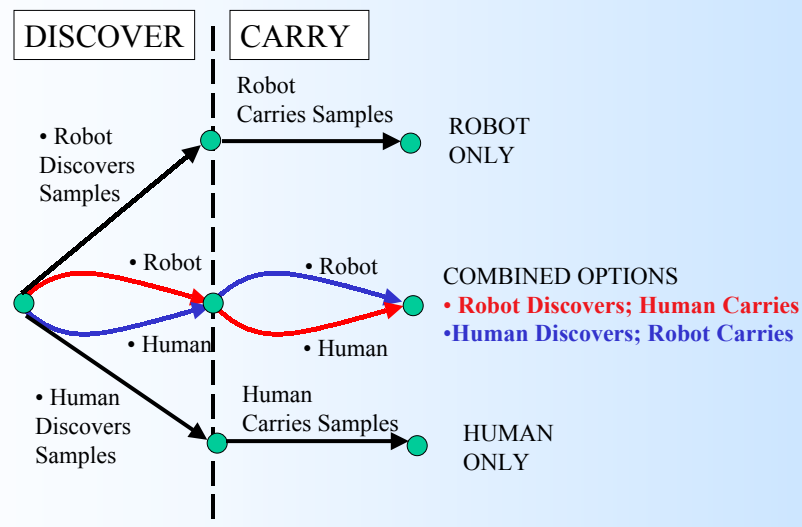 DISCOVER
CARRY
Robot
Carries Samples
ROBOT
ONLY
• Robot
Discovers
Samples
• Robot
• Robot
COMBINED OPTIONS
• Robot Discovers; Human Carries
•Human Discovers; Robot Carries
• Human
• Human
• Human
Discovers
Samples
Human
Carries Samples
HUMAN
ONLY